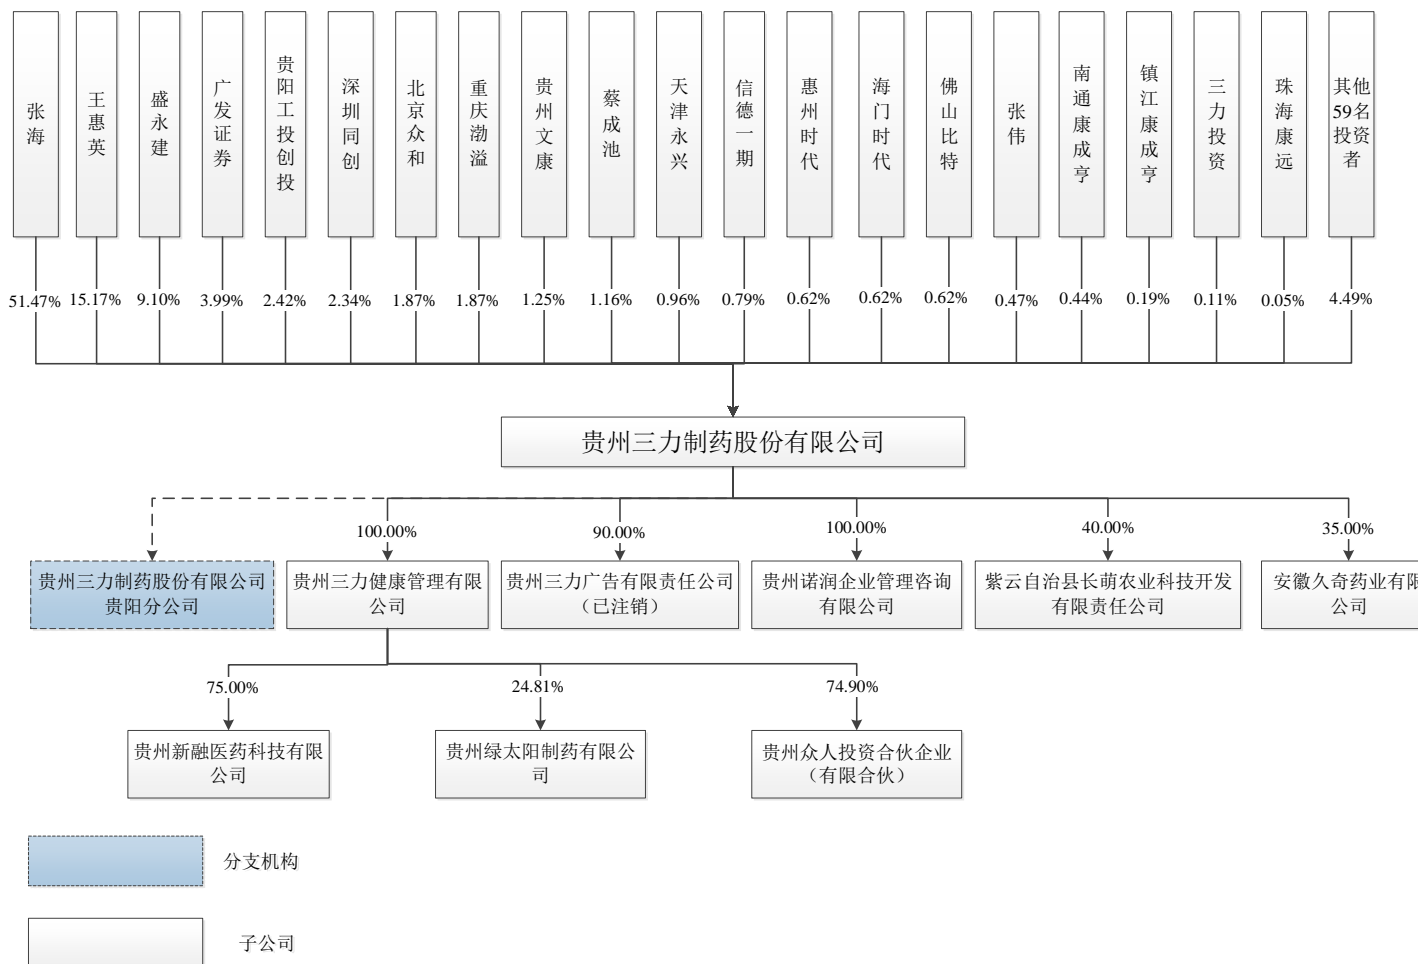 张海
王惠英
盛永建
广发证券
贵阳工投创投
深圳同创
北京众和
重庆渤溢
贵州文康
蔡成池
天津永兴
信德一期
惠州时代
海门时代
佛山比特
张伟
南通康成亨
镇江康成亨
三力投资
珠海康远
其他
59名
投资
者
51.47%
15.17%
9.10%
3.99%
2.42%
2.34%
1.87%
1.87%
1.25%
1.16%
0.96%
0.79%
0.62%
0.62%
0.62%
0.47%
0.44%
0.19%
0.11%
0.05%
4.49%
贵州三力制药股份有限公司
100.00%
90.00%
100.00%
40.00%
35.00%
贵州三力制药股份有限公司
贵阳分公司
贵州三力健康管理有限
公司
贵州三力广告有限责任公司
（已注销）
贵州诺润企业管理咨询
有限公司
紫云自治县长萌农业科技开发
有限责任公司
安徽久奇药业有限
公司
75.00%
24.81%
74.90%
贵州新融医药科技有限
公司
贵州绿太阳制药有限公
司
贵州众人投资合伙企业
（有限合伙）
分支机构
子公司